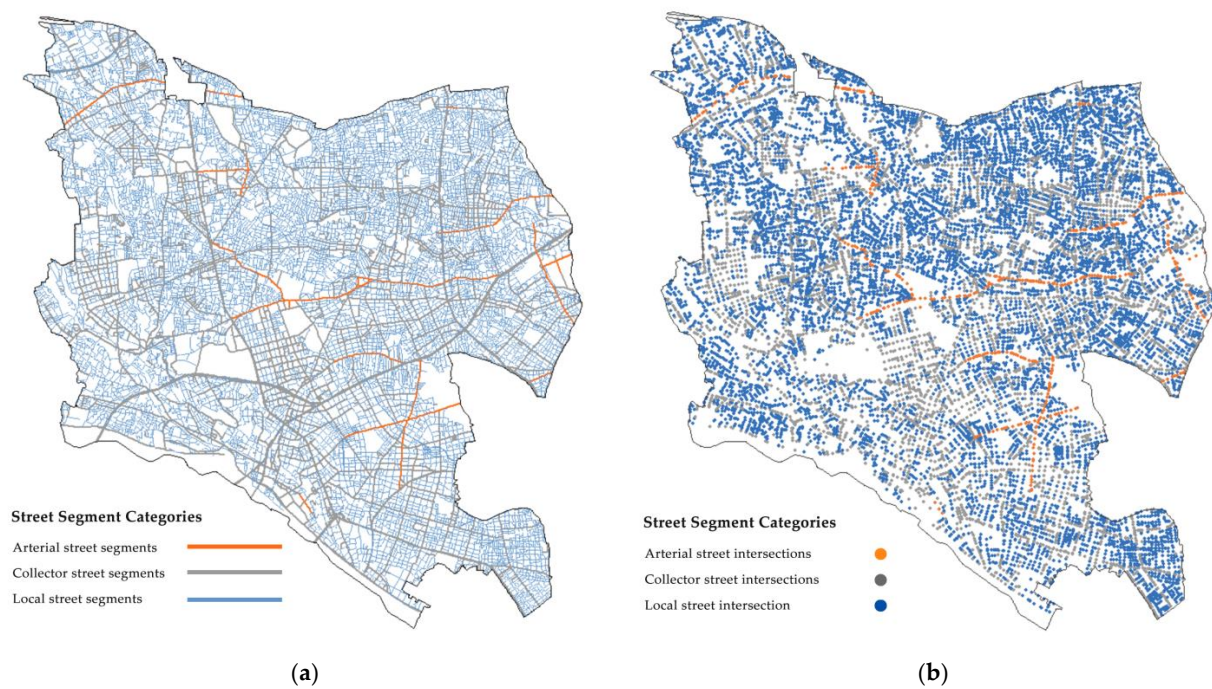 Street Segment Categories
Arterial street segments
Collector street segments
Local street segments
(a)
Street Segment Categories
Arterial street intersections
Collector street intersections
Local street intersection
(b)